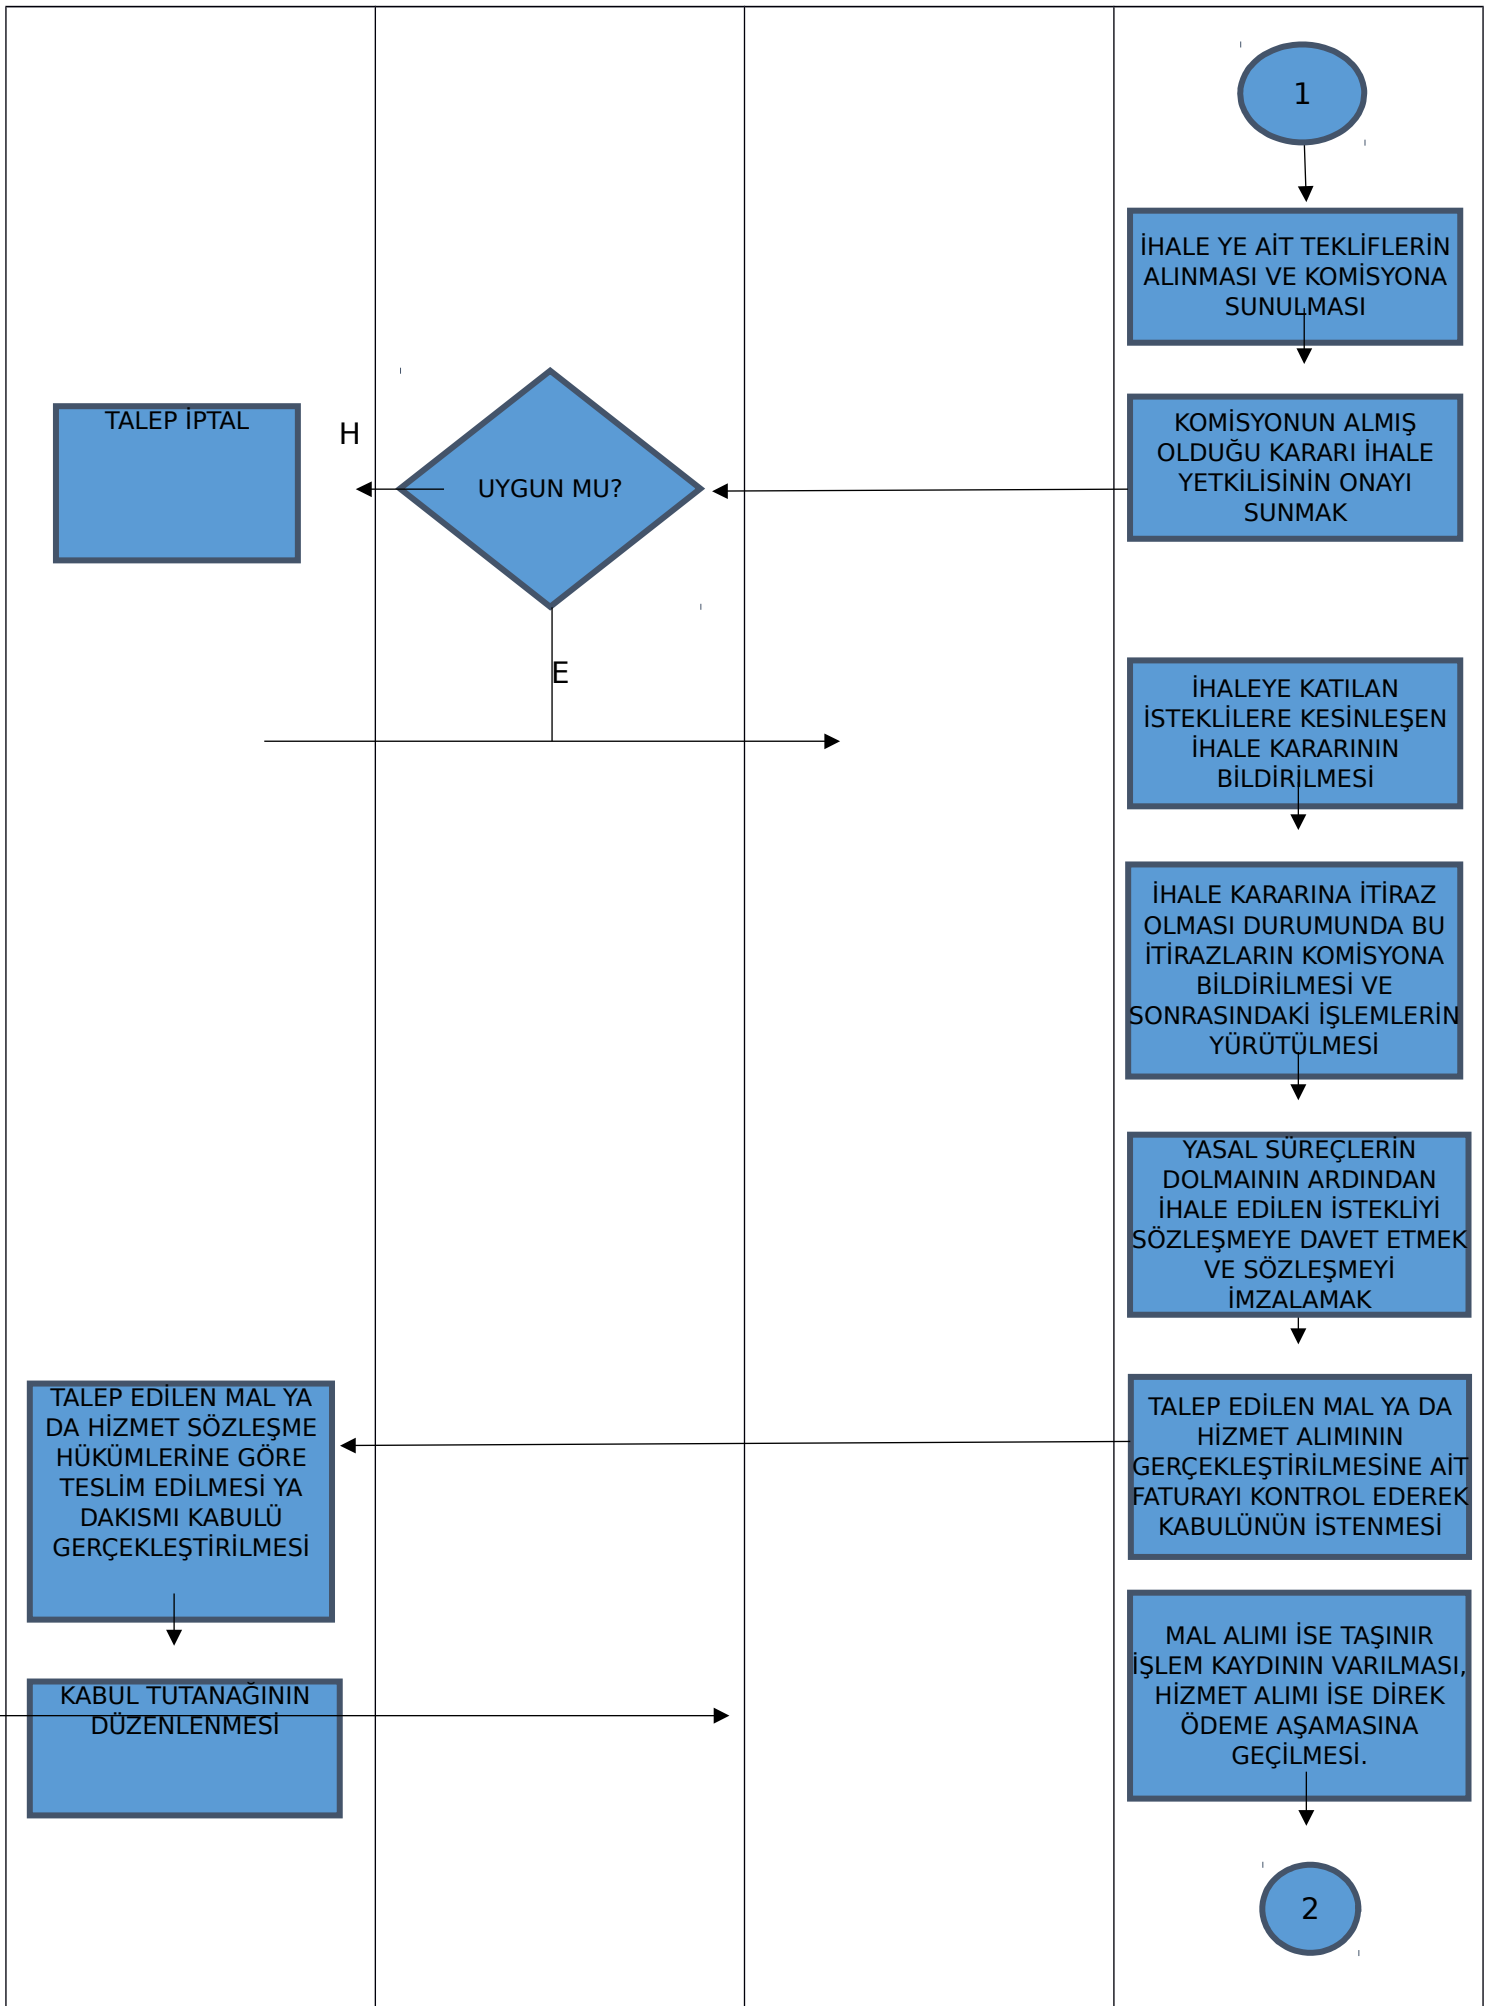 1
İHALE YE AİT TEKLİFLERİN
ALINMASI VE KOMİSYONA
SUNULMASI
TALEP İPTAL
H
UYGUN MU?
KOMİSYONUN ALMIŞ
OLDUĞU KARARI İHALE
YETKİLİSİNİN ONAYI
SUNMAK
E
İHALEYE KATILAN
İSTEKLİLERE KESİNLEŞEN
İHALE KARARININ
BİLDİRİLMESİ
İHALE KARARINA İTİRAZ
OLMASI DURUMUNDA BU
İTİRAZLARIN KOMİSYONA
BİLDİRİLMESİ VE
SONRASINDAKİ İŞLEMLERİN
YÜRÜTÜLMESİ
YASAL SÜREÇLERİN
DOLMAININ ARDINDAN
İHALE EDİLEN İSTEKLİYİ
SÖZLEŞMEYE DAVET ETMEK
VE SÖZLEŞMEYİ
İMZALAMAK
TALEP EDİLEN MAL YA DA
HİZMET ALIMININ
GERÇEKLEŞTİRİLMESİNE AİT
FATURAYI KONTROL EDEREK
KABULÜNÜN İSTENMESİ
TALEP EDİLEN MAL YA
DA HİZMET SÖZLEŞME
HÜKÜMLERİNE GÖRE
TESLİM EDİLMESİ YA
DAKISMI KABULÜ
GERÇEKLEŞTİRİLMESİ
KABUL TUTANAĞININ
DÜZENLENMESİ
MAL ALIMI İSE TAŞINIR
İŞLEM KAYDININ VARILMASI,
HİZMET ALIMI İSE DİREK
ÖDEME AŞAMASINA
GEÇİLMESİ.
2